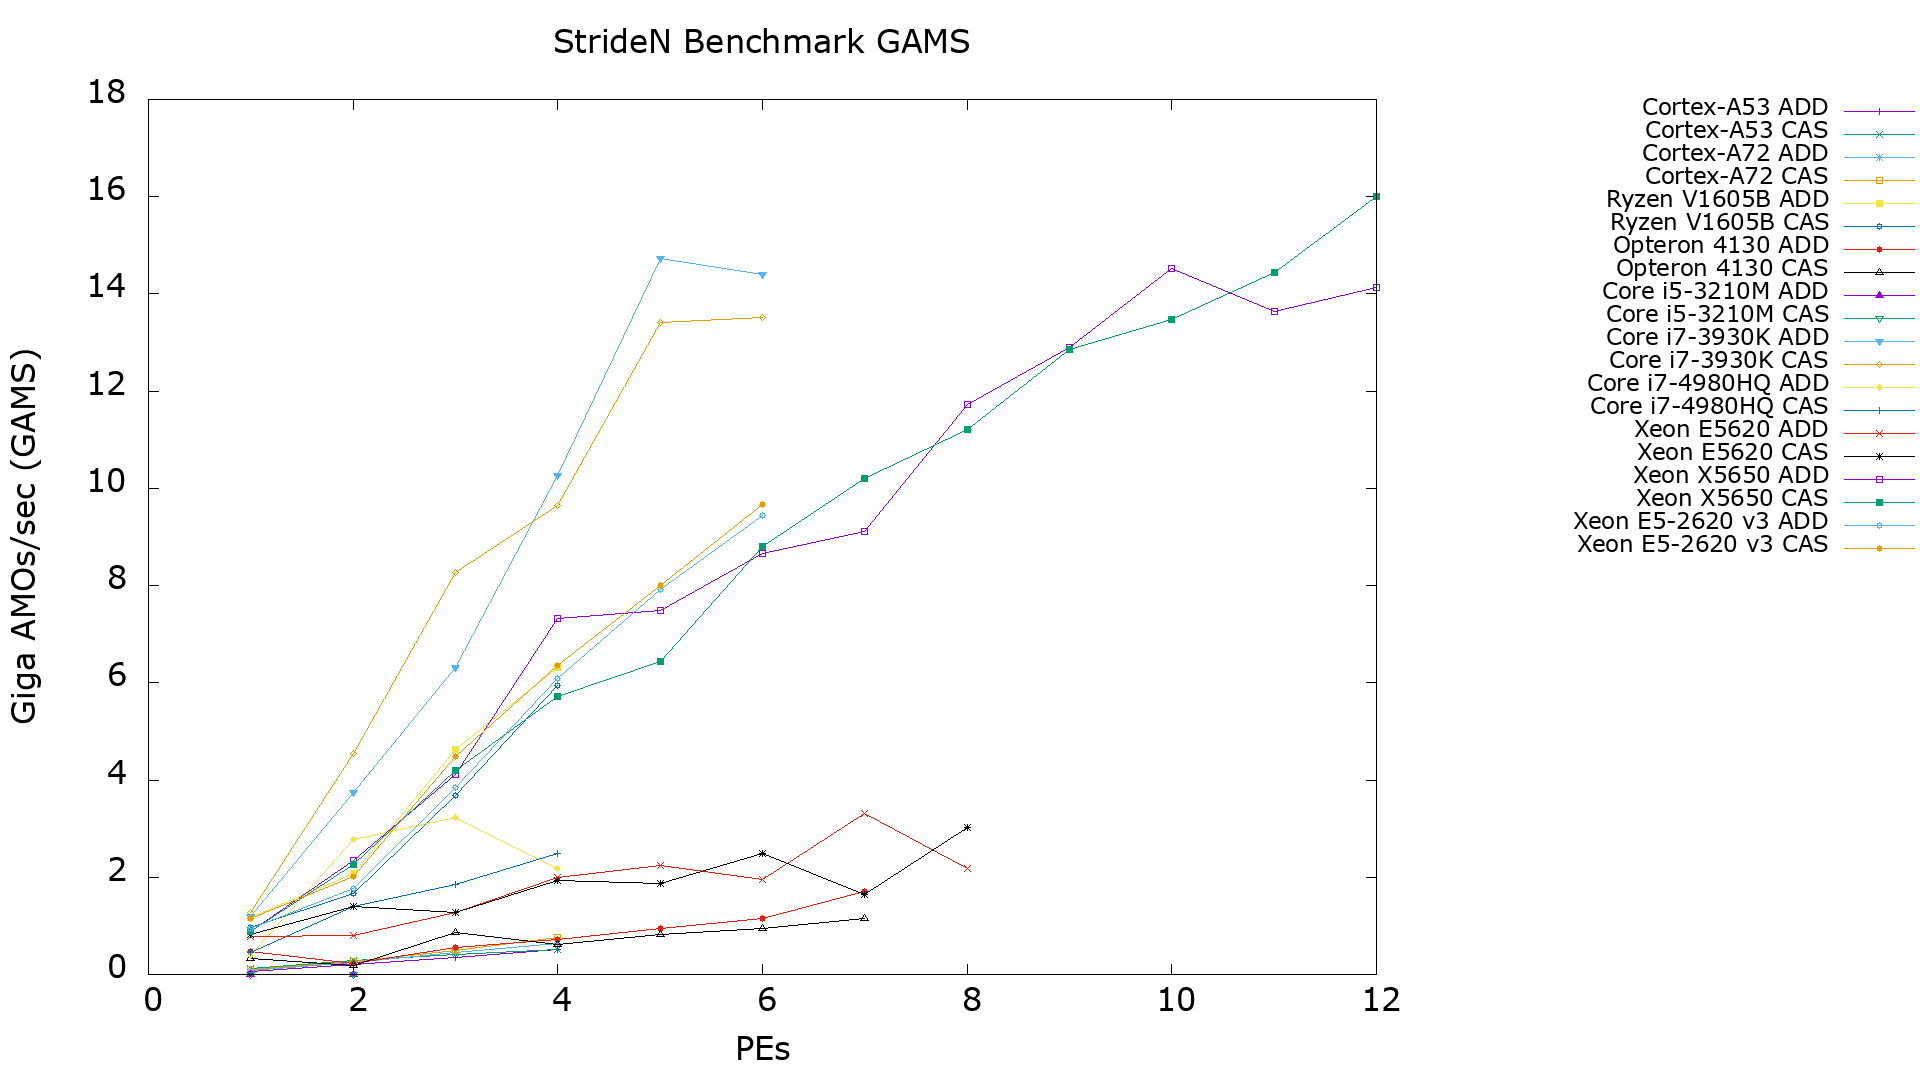 StrideN Benchmark GAMS
18
16
14
12
10
8
6
4
2
0
Giga AMOs/sec (GAMS)
0 2 4 6 8 10 12
PEs
Cortex-A53 ADD
Cortex-A53 CAS
Cortex-A72 ADD
Cortex-A72 CAS
Ryzen V1605B ADD
Ryzen V1605B CAS
Opteron 4130 ADD
Opteron 4130 CAS
Core i5-3210M ADD
Core i5-3210M CAS
Core i7-3930K ADD
Core i7-3930K CAS
Core i7-4980HQ ADD
Core i7-4980HQ CAS
Xeon E5620 ADD
Xeon E5620 CAS
Xeon X5650 ADD
Xeon X5650 CAS
Xeon E5-2620 v3 ADD
Xeon E5-2620 v3 CAS